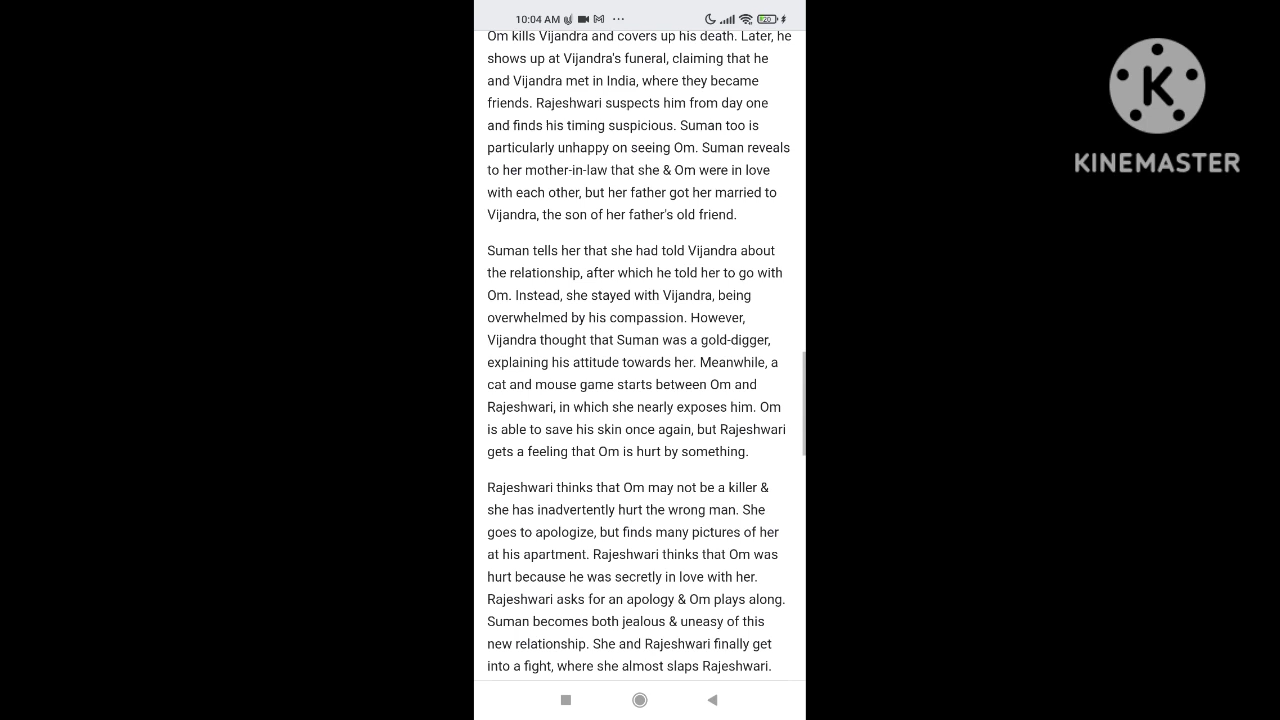 10:04 AM
20
Om kills Vijandra and covers up his death. Later, he
shows up at Vijandra's funeral, claiming that he
and Vijandra met in India, where they became
friends. Rajeshwari suspects him from day one
and finds his timing suspicious. Suman too is
particularly unhappy on seeing Om. Suman reveals
to her mother-in-law that she & Om were in love
with each other, but her father got her married to
Vijandra, the son of her father's old friend.
Suman tells her that she had told Vijandra about
the relationship, after which he told her to go with
Om. Instead, she stayed with Vijandra, being
overwhelmed by his compassion. However,
Vijandra thought that Suman was a gold-digger,
explaining his attitude towards her. Meanwhile, a
cat and mouse game starts between Om and
Rajeshwari, in which she nearly exposes him. Om
is able to save his skin once again, but Rajeshwari
gets a feeling that Om is hurt by something.
Rajeshwari thinks that Om may not be a killer &
she has inadvertently hurt the wrong man. She
goes to apologize, but finds many pictures of her
at his apartment. Rajeshwari thinks that Om was
hurt because he was secretly in love with her.
Rajeshwari asks for an apology & Om plays along.
Suman becomes both jealous & uneasy of this
new relationship. She and Rajeshwari finally get
into a fight, where she almost slaps Rajeshwari.
K
KINEMASTER